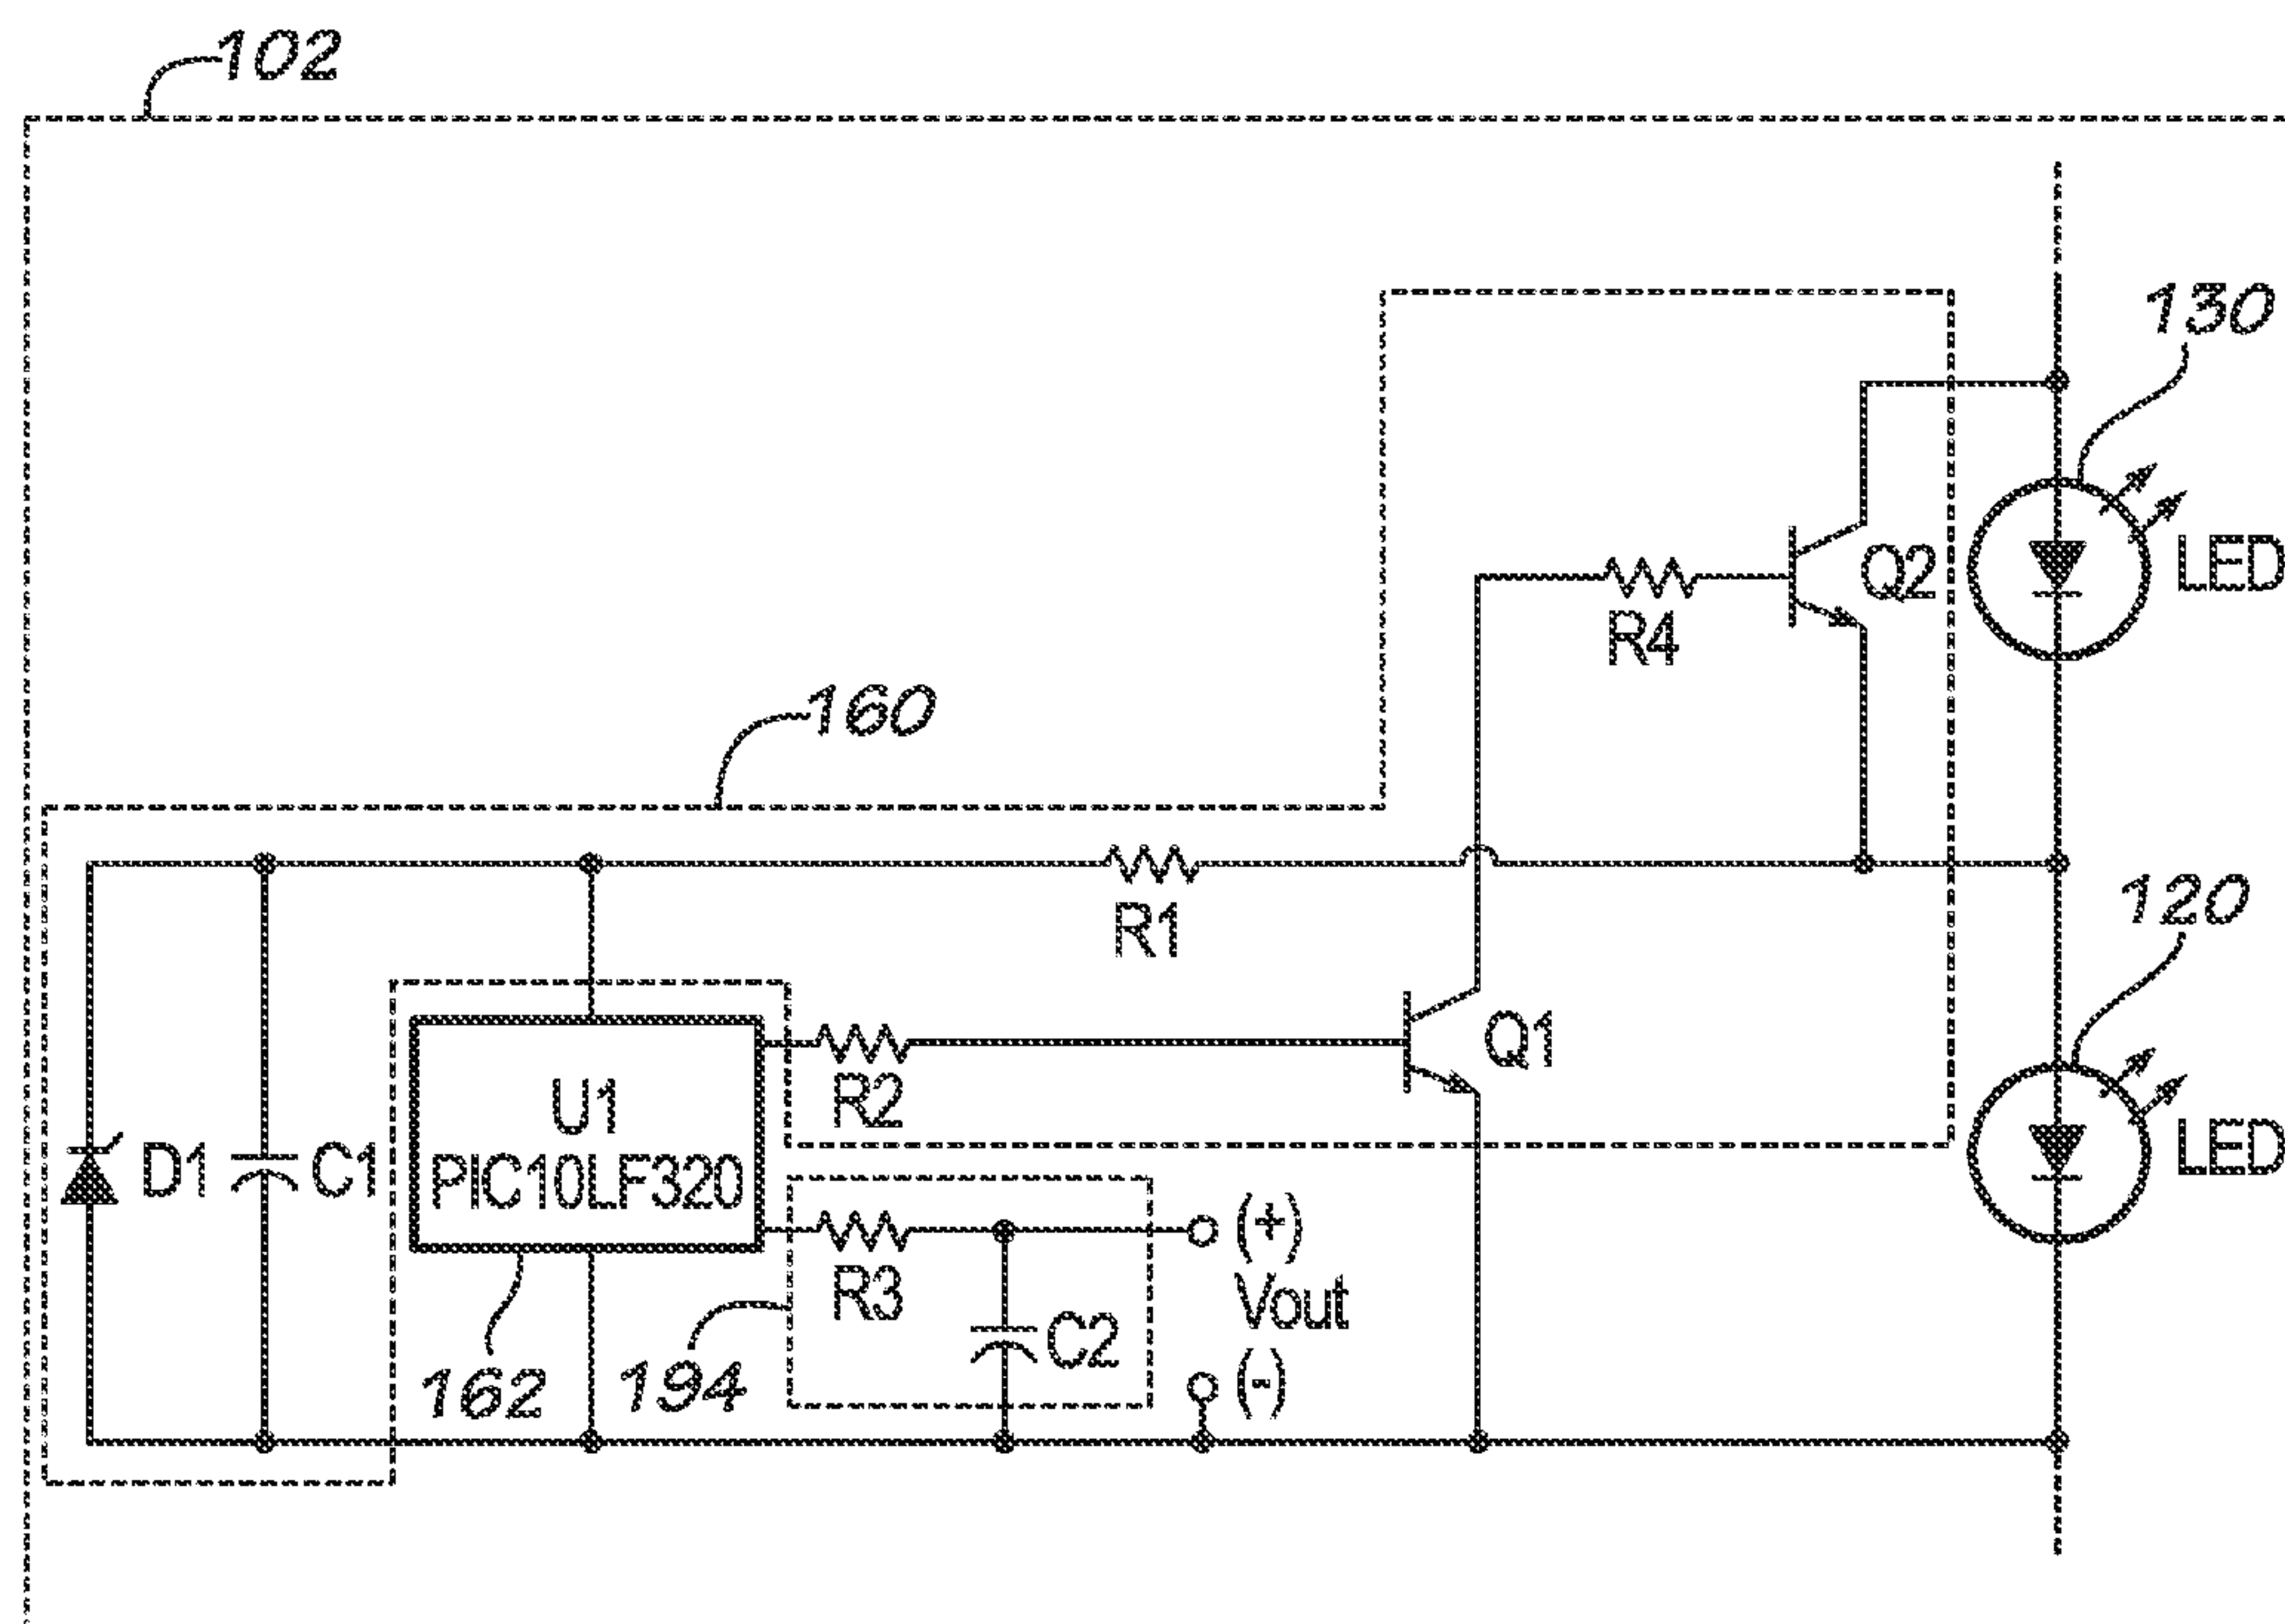 102
130
LED
Q2
R4
160
R1
120
LED
Q1
R2
U1
PIC10LF320
D1
C1
R3
C2
(+)
Vout
(-)
162
194